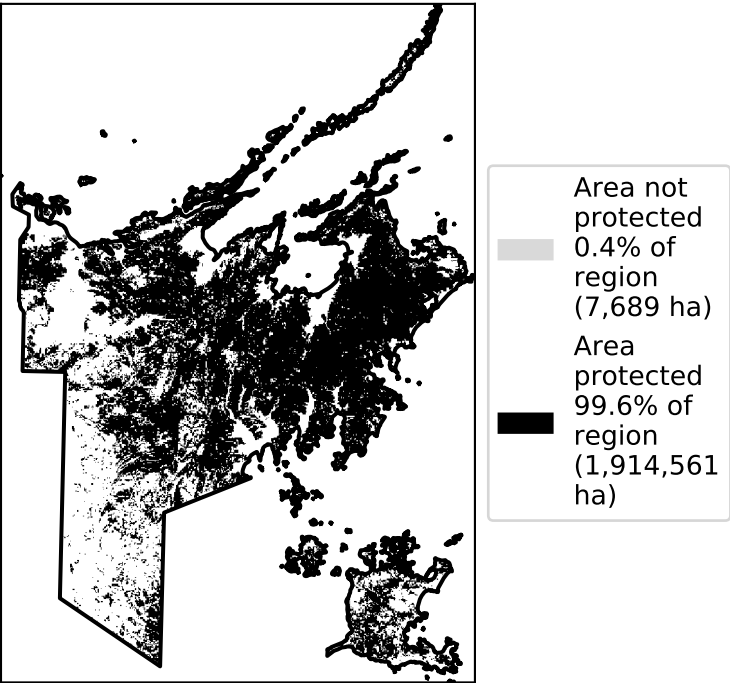 Area not
protected
0.4% of
region
(7,689 ha)
Area
protected
99.6% of
region
(1,914,561
ha)